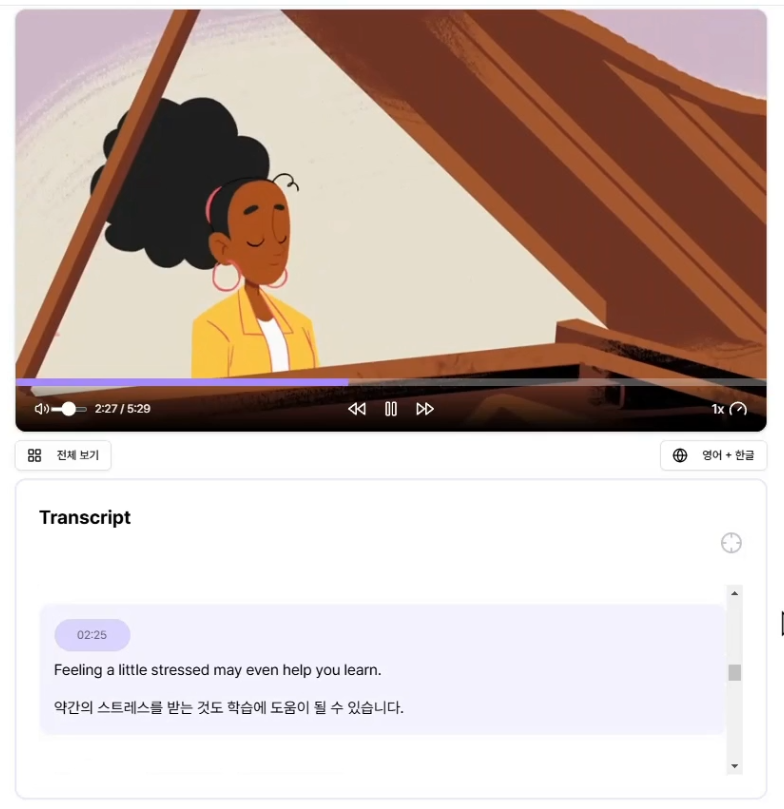 2:27 / 5:29
1x
전체 보기
영어 + 한글
Transcript
02:25
Feeling a little stressed may even help you learn.
약간의 스트레스를 받는 것도 학습에 도움이 될 수 있습니다.